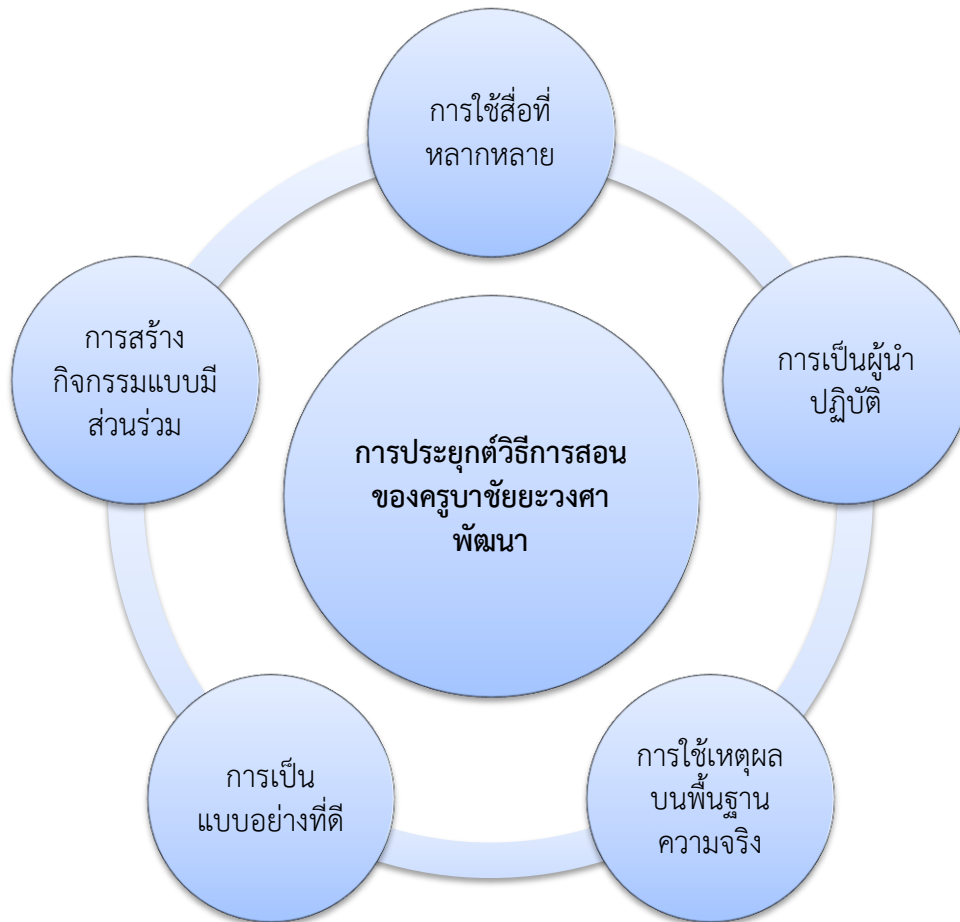 การใช้สื่อที่
หลากหลาย
การเป็นผู้นำ
ปฏิบัติ
การใช้เหตุผล
บนพื้นฐาน
ความจริง
การเป็น
แบบอย่างที่ดี
การสร้าง
กิจกรรมแบบมี
ส่วนร่วม
การประยุกต์วิธีการสอน
ของครูบาชัยยะวงศา
พัฒนา